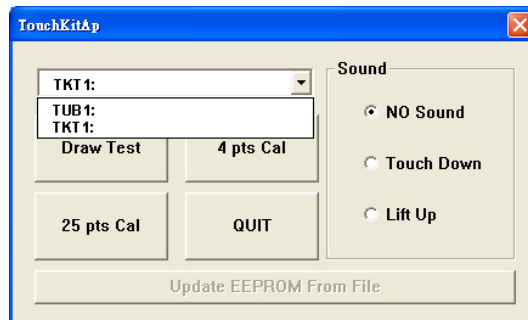 TouchKitAp
TKT1:
TUB1:
TKT1:
Draw Test
4 pts Cal
25 pts Cal
QUIT
Sound
NO Sound
Touch Down
Lift Up
Update EEPROM From File